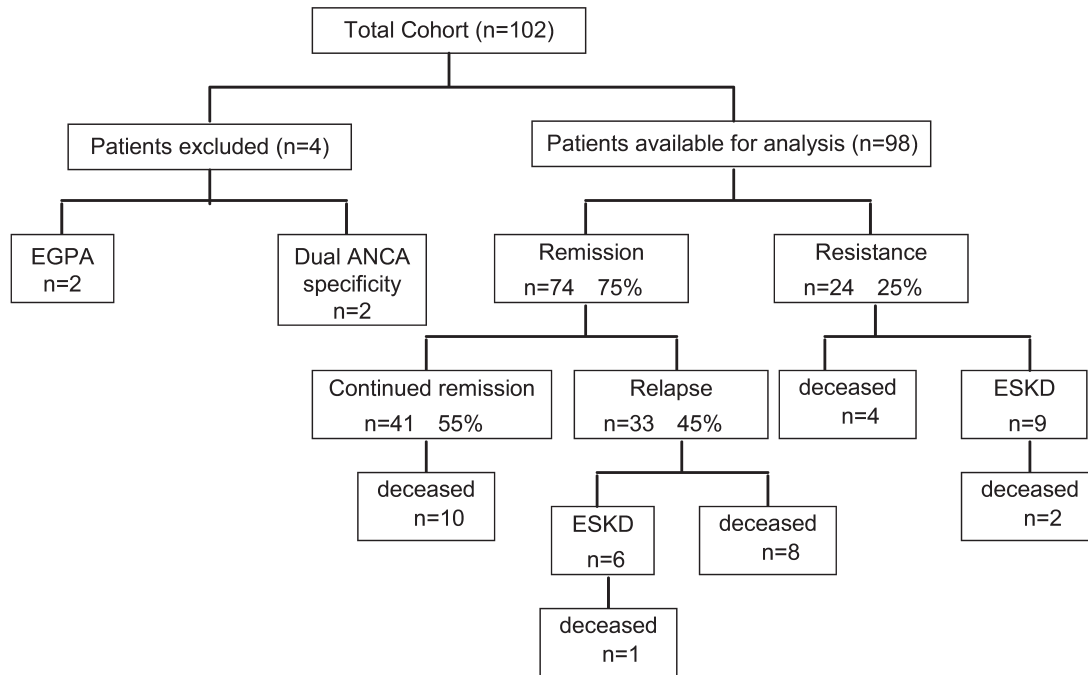 Total Cohort (n=102)
Patients excluded (n=4)
Patients available for analysis (n=98)
EGPA
n=2
Dual ANCA
specificity
n=2
Remission
n=74 75%
Resistance
n=24 25%
Continued remission
n=41 55%
Relapse
n=33 45%
deceased
n=4
ESKD
n=9
deceased
n=10
ESKD
n=6
deceased
n=8
deceased
n=2
deceased
n=1